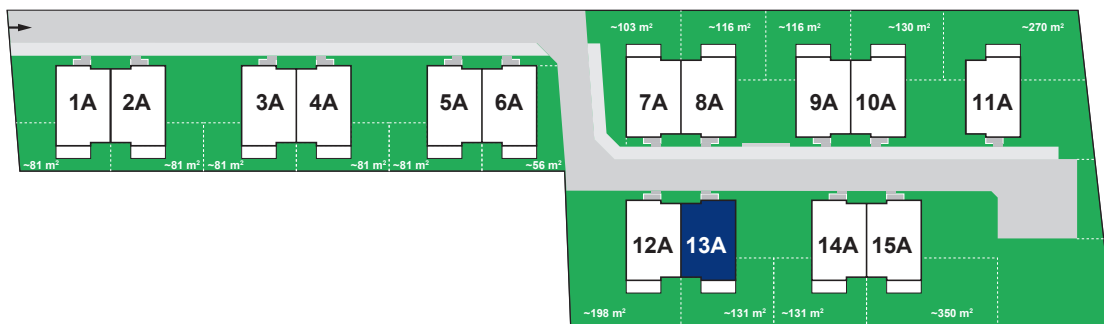 ~103 m² ~116 m² ~116 m² ~130 m² ~270 m²
1A 2A 3A 4A 5A 6A 7A 8A 9A 10A 11A
~81 m² ~81 m² ~81 m² ~81 m² ~81 m² ~56 m²
12A 13A 14A 15A
~198 m² ~131 m² ~131 m² ~350 m²